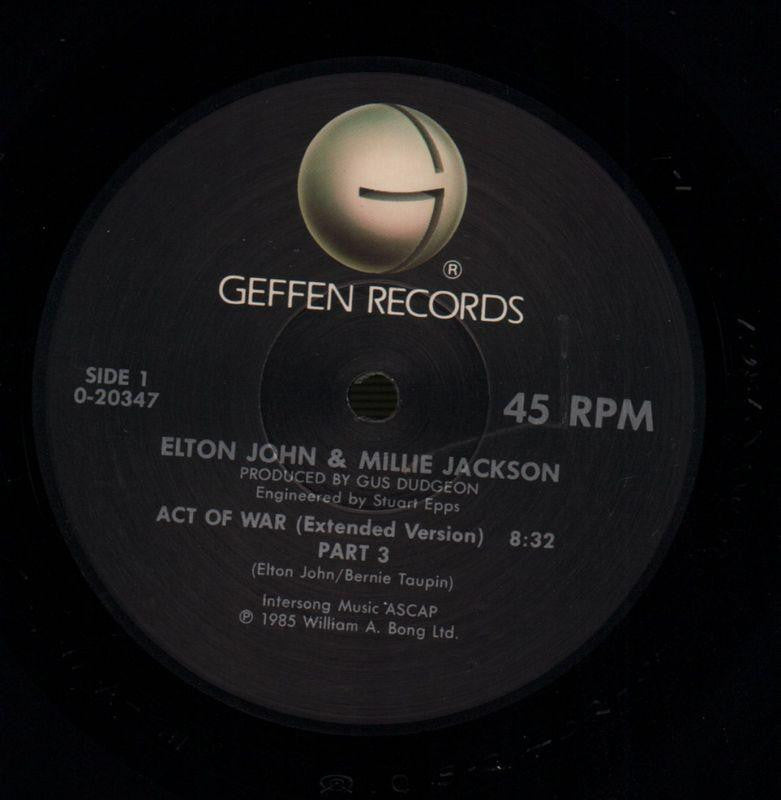 ®
GEFFEN RECORDS
SIDE 1
0-20347
45 RPM
ELTON JOHN & MILLIE JACKSON
PRODUCED BY GUS DUDGEON
Engineered by Stuart Epps
ACT OF WAR (Extended Version) 8:32
PART 3
(Elton John/Bernie Taupin)
Intersong Music ASCAP
℗ 1985 William A. Bong Ltd.